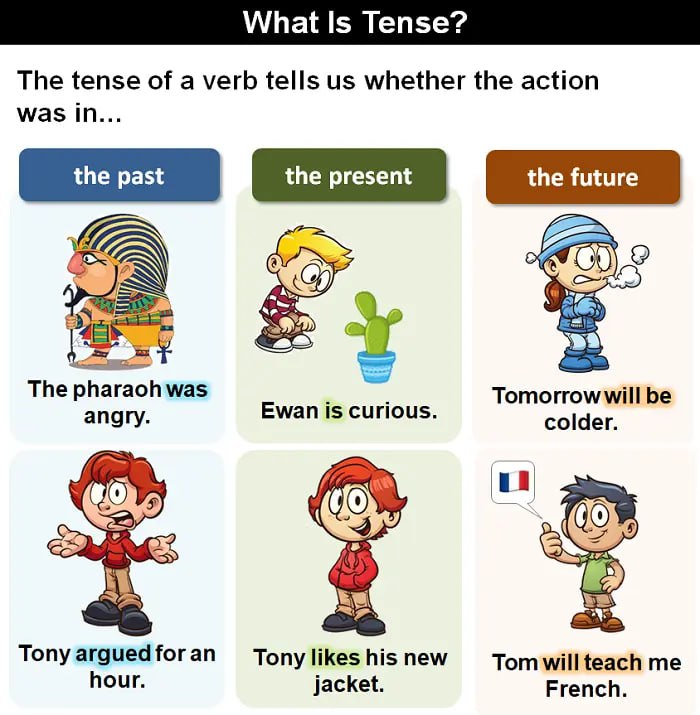 What Is Tense?
The tense of a verb tells us whether the action
was in...
the past
the present
the future
The pharaoh was
angry.
Ewan is curious.
Tomorrow will be
colder.
Tony argued for an
hour.
Tony likes his new
jacket.
Tom will teach me
French.